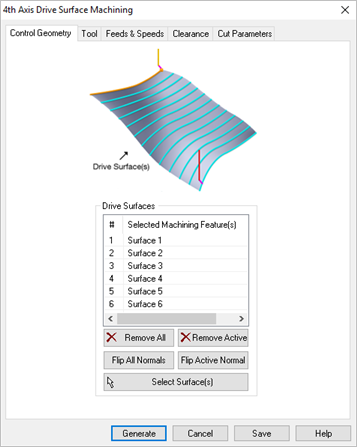 4th Axis Drive Surface Machining
Control Geometry Tool Feeds & Speeds Clearance Cut Parameters
Drive Surface(s)
Drive Surfaces
# Selected Machining Feature(s)
1 Surface 1
2 Surface 2
3 Surface 3
4 Surface 4
5 Surface 5
6 Surface 6
Remove All Remove Active
Flip All Normals Flip Active Normal
Select Surface(s)
Generate Cancel Save Help